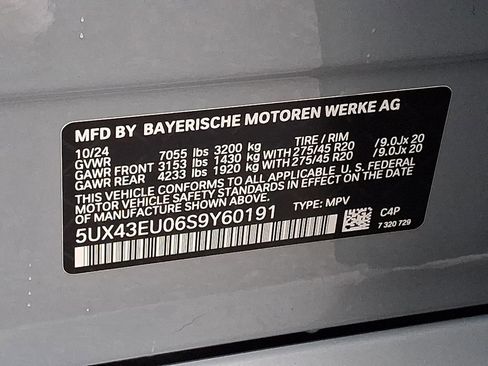 MFD BY BAYERISCHE MOTOREN WERKE AG
10/24 TIRE / RIM
GVWR 7055 lbs 3200 kg
GAWR FRONT 3153 lbs 1430 kg WITH 275/45 R20 /9.0Jx 20
GAWR REAR 4233 lbs 1920 kg WITH 275/45 R20 /9.0Jx 20
THIS VEHICLE CONFORMS TO ALL APPLICABLE U. S. FEDERAL
MOTOR VEHICLE SAFETY STANDARDS IN EFFECT ON THE DATE OF
MANUFACTURE SHOWN ABOVE.
5UX43EU06S9Y60191 TYPE: MPV
C4P
7 320 729